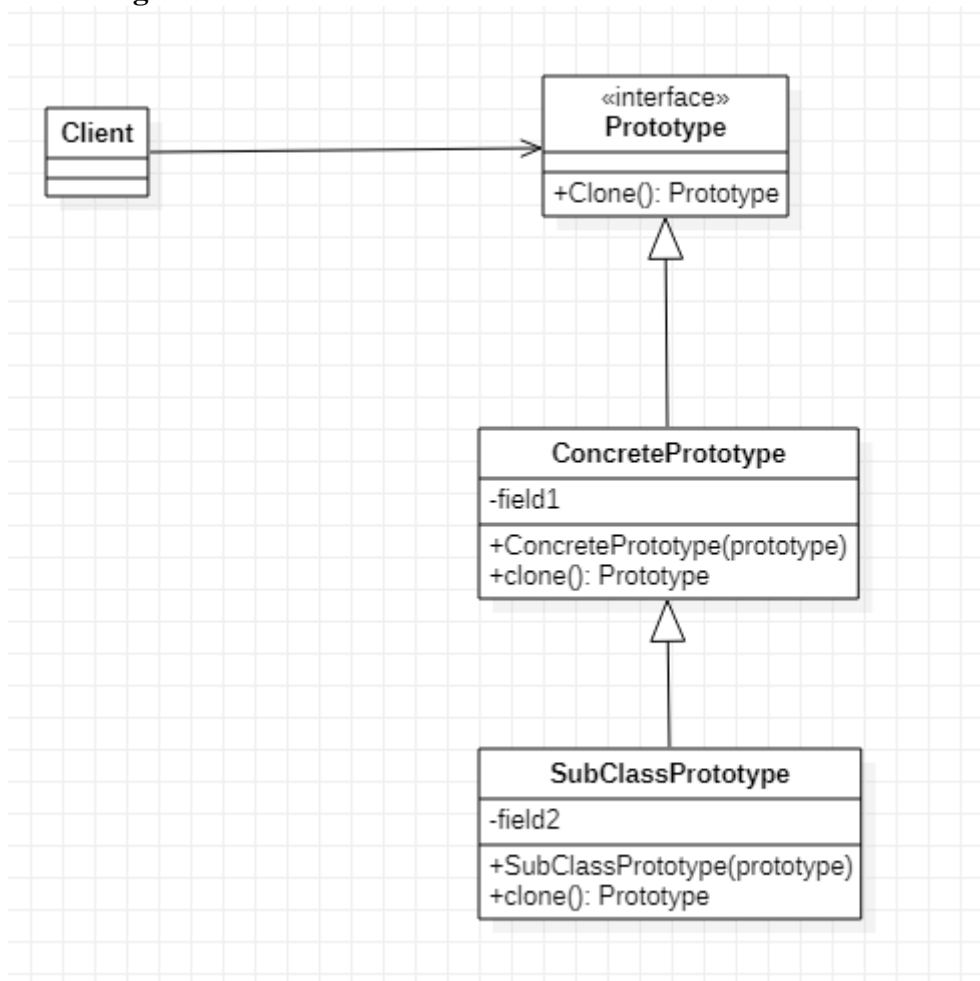 Client
«interface»
Prototype
+Clone(): Prototype
ConcretePrototype
-field1
+ConcretePrototype(prototype)
+clone(): Prototype
SubClassPrototype
-field2
+SubClassPrototype(prototype)
+clone(): Prototype